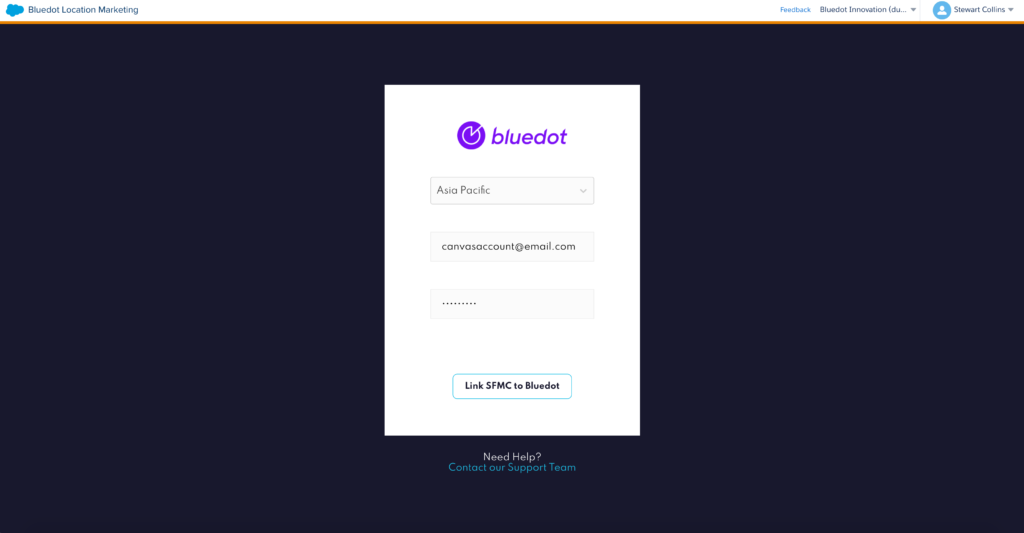 Bluedot Location Marketing
Feedback
Bluedot Innovation (du...
Stewart Collins
bluedot
Asia Pacific
canvasaccount@email.com
•••••••••
Link SFMC to Bluedot
Need Help?
Contact our Support Team